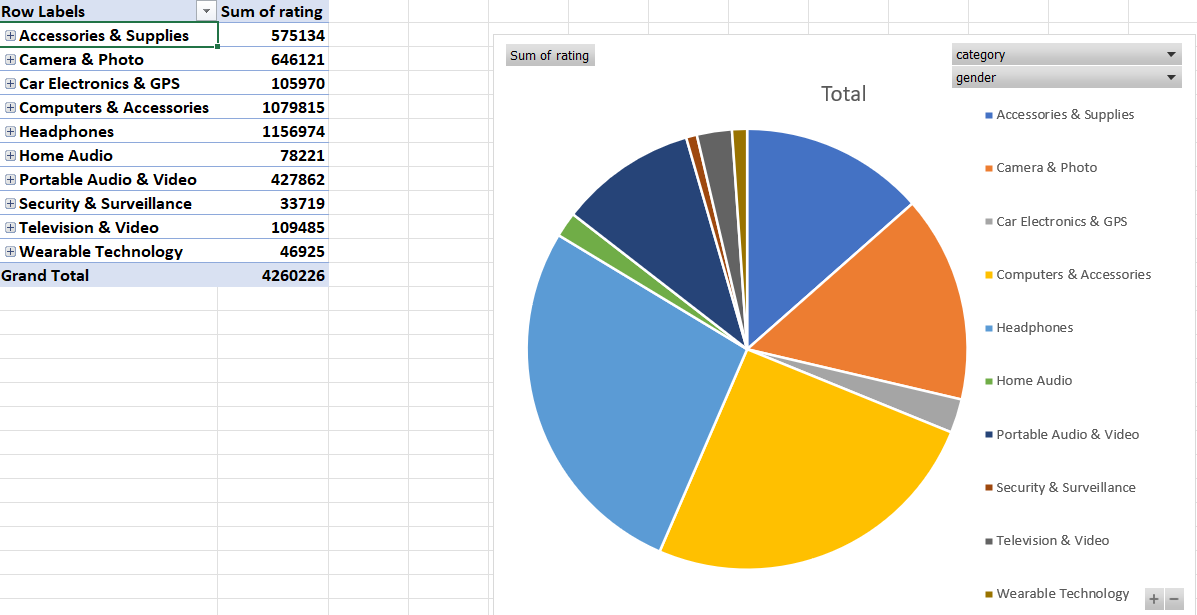 Row Labels Sum of rating
Accessories & Supplies 575134
Camera & Photo 646121
Car Electronics & GPS 105970
Computers & Accessories 1079815
Headphones 1156974
Home Audio 78221
Portable Audio & Video 427862
Security & Surveillance 33719
Television & Video 109485
Wearable Technology 46925
Grand Total 4260226
Sum of rating
category
gender
Total
Accessories & Supplies
Camera & Photo
Car Electronics & GPS
Computers & Accessories
Headphones
Home Audio
Portable Audio & Video
Security & Surveillance
Television & Video
Wearable Technology